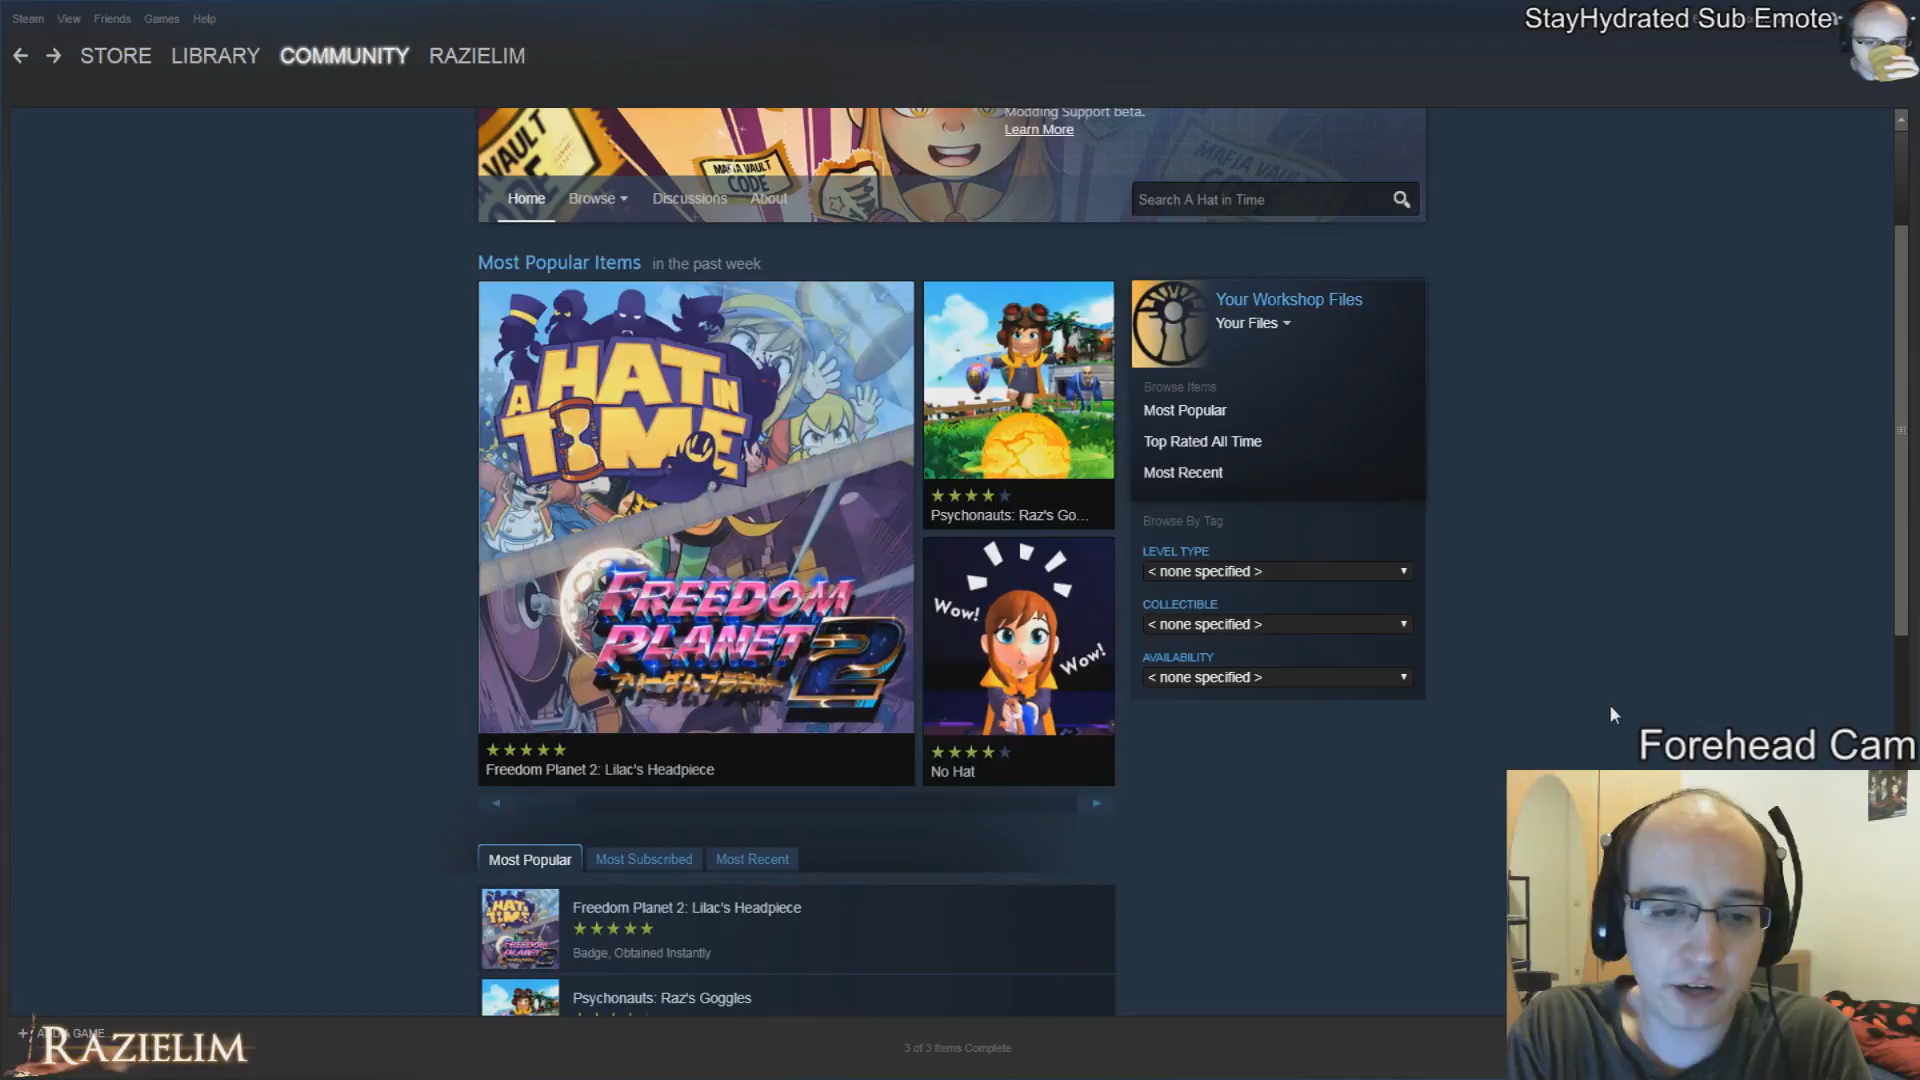 Steam View Friends Games Help
StayHydrated Sub Emote
STORE LIBRARY COMMUNITY RAZIELIM
Modding Support beta.
Learn More
VAULT CODE
MAFIA VAULT CODE
MAFIA VAULT CODE
Home Browse Discussions About
Search A Hat in Time
Most Popular Items in the past week
A HAT IN TIME
FREEDOM PLANET 2
フリーダムプラネット
★★★★★
Freedom Planet 2: Lilac's Headpiece
Psychonauts: Raz's Go...
Wow!
Wow!
No Hat
Your Workshop Files
Your Files
Browse Items
Most Popular
Top Rated All Time
Most Recent
Browse By Tag
LEVEL TYPE
< none specified >
COLLECTIBLE
< none specified >
AVAILABILITY
< none specified >
Forehead Cam
Most Popular Most Subscribed Most Recent
Freedom Planet 2: Lilac's Headpiece
Badge, Obtained Instantly
Psychonauts: Raz's Goggles
RAZIELIM
3 of 3 Items Complete